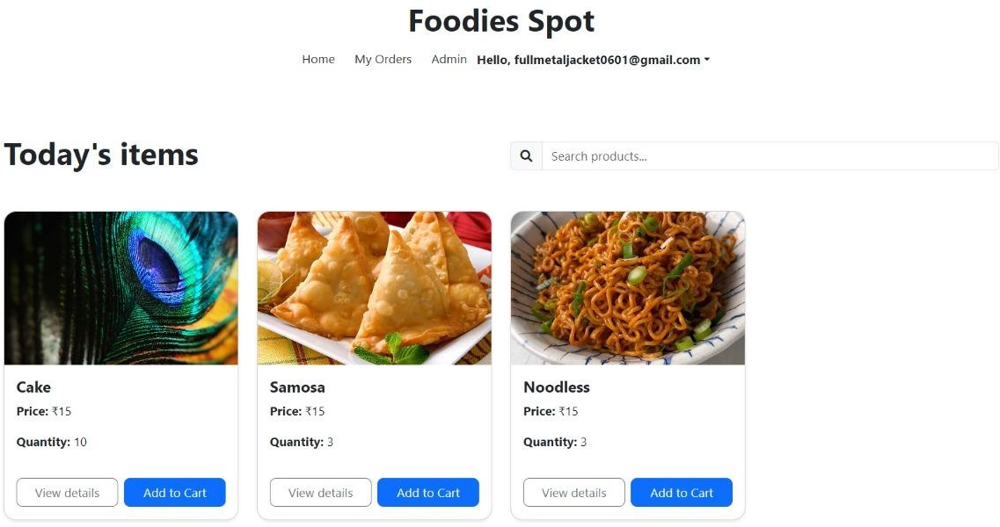 Foodies Spot
Home My Orders Admin Hello, fullmetaljacket0601@gmail.com
Today's items
Search products...
Cake
Price: ₹15
Quantity: 10
View details Add to Cart
Samosa
Price: ₹15
Quantity: 3
View details Add to Cart
Noodless
Price: ₹15
Quantity: 3
View details Add to Cart